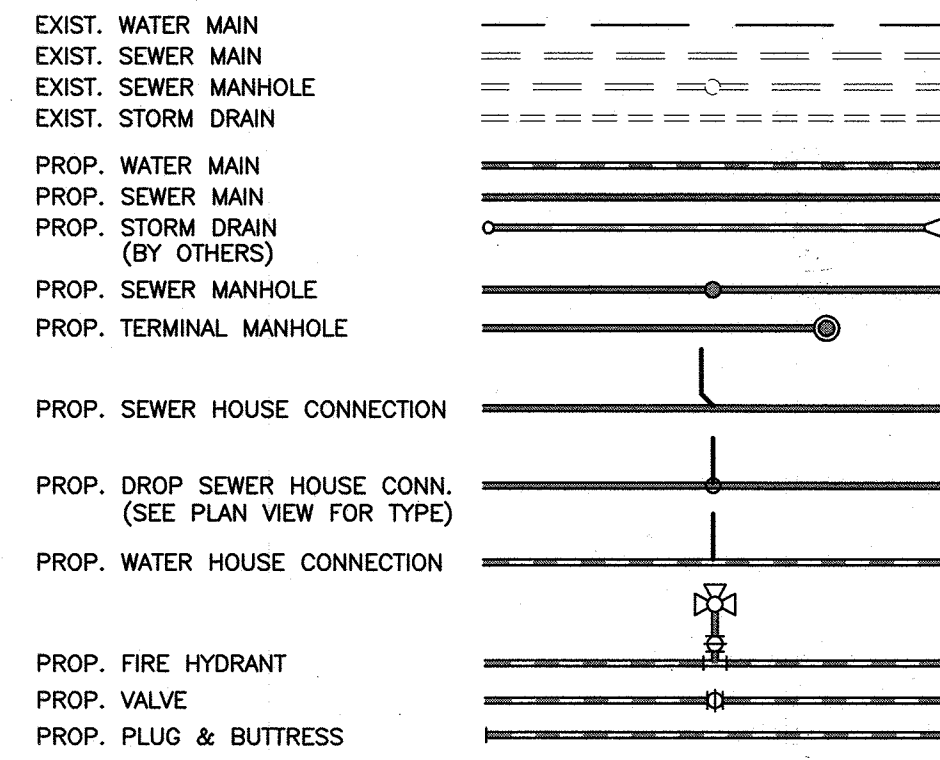 EXIST. WATER MAIN
EXIST. SEWER MAIN
EXIST. SEWER MANHOLE
EXIST. STORM DRAIN
PROP. WATER MAIN
PROP. SEWER MAIN
PROP. STORM DRAIN
(BY OTHERS)
PROP. SEWER MANHOLE
PROP. TERMINAL MANHOLE
PROP. SEWER HOUSE CONNECTION
PROP. DROP SEWER HOUSE CONN.
(SEE PLAN VIEW FOR TYPE)
PROP. WATER HOUSE CONNECTION
PROP. FIRE HYDRANT
PROP. VALVE
PROP. PLUG & BUTTRESS